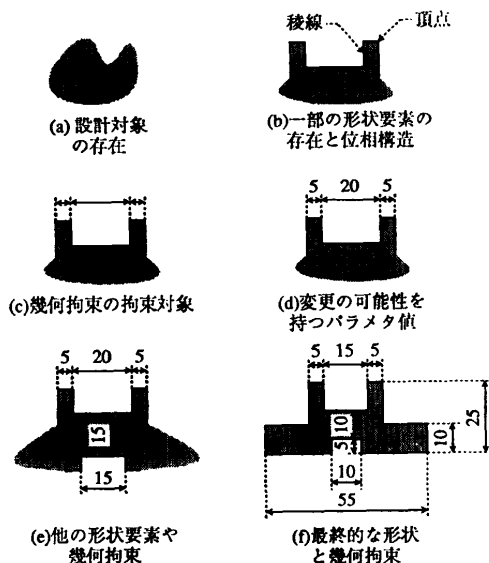 稜線
頂点
(a) 設計対象
の存在
(b)一部の形状要素の
存在と位相構造
(c)幾何拘束の拘束対象
5 20 5
(d)変更の可能性を
持つパラメタ値
5 20 5
15
15
(e)他の形状要素や
幾何拘束
5 15 5
10
5
10
10
25
55
(f)最終的な形状
と幾何拘束